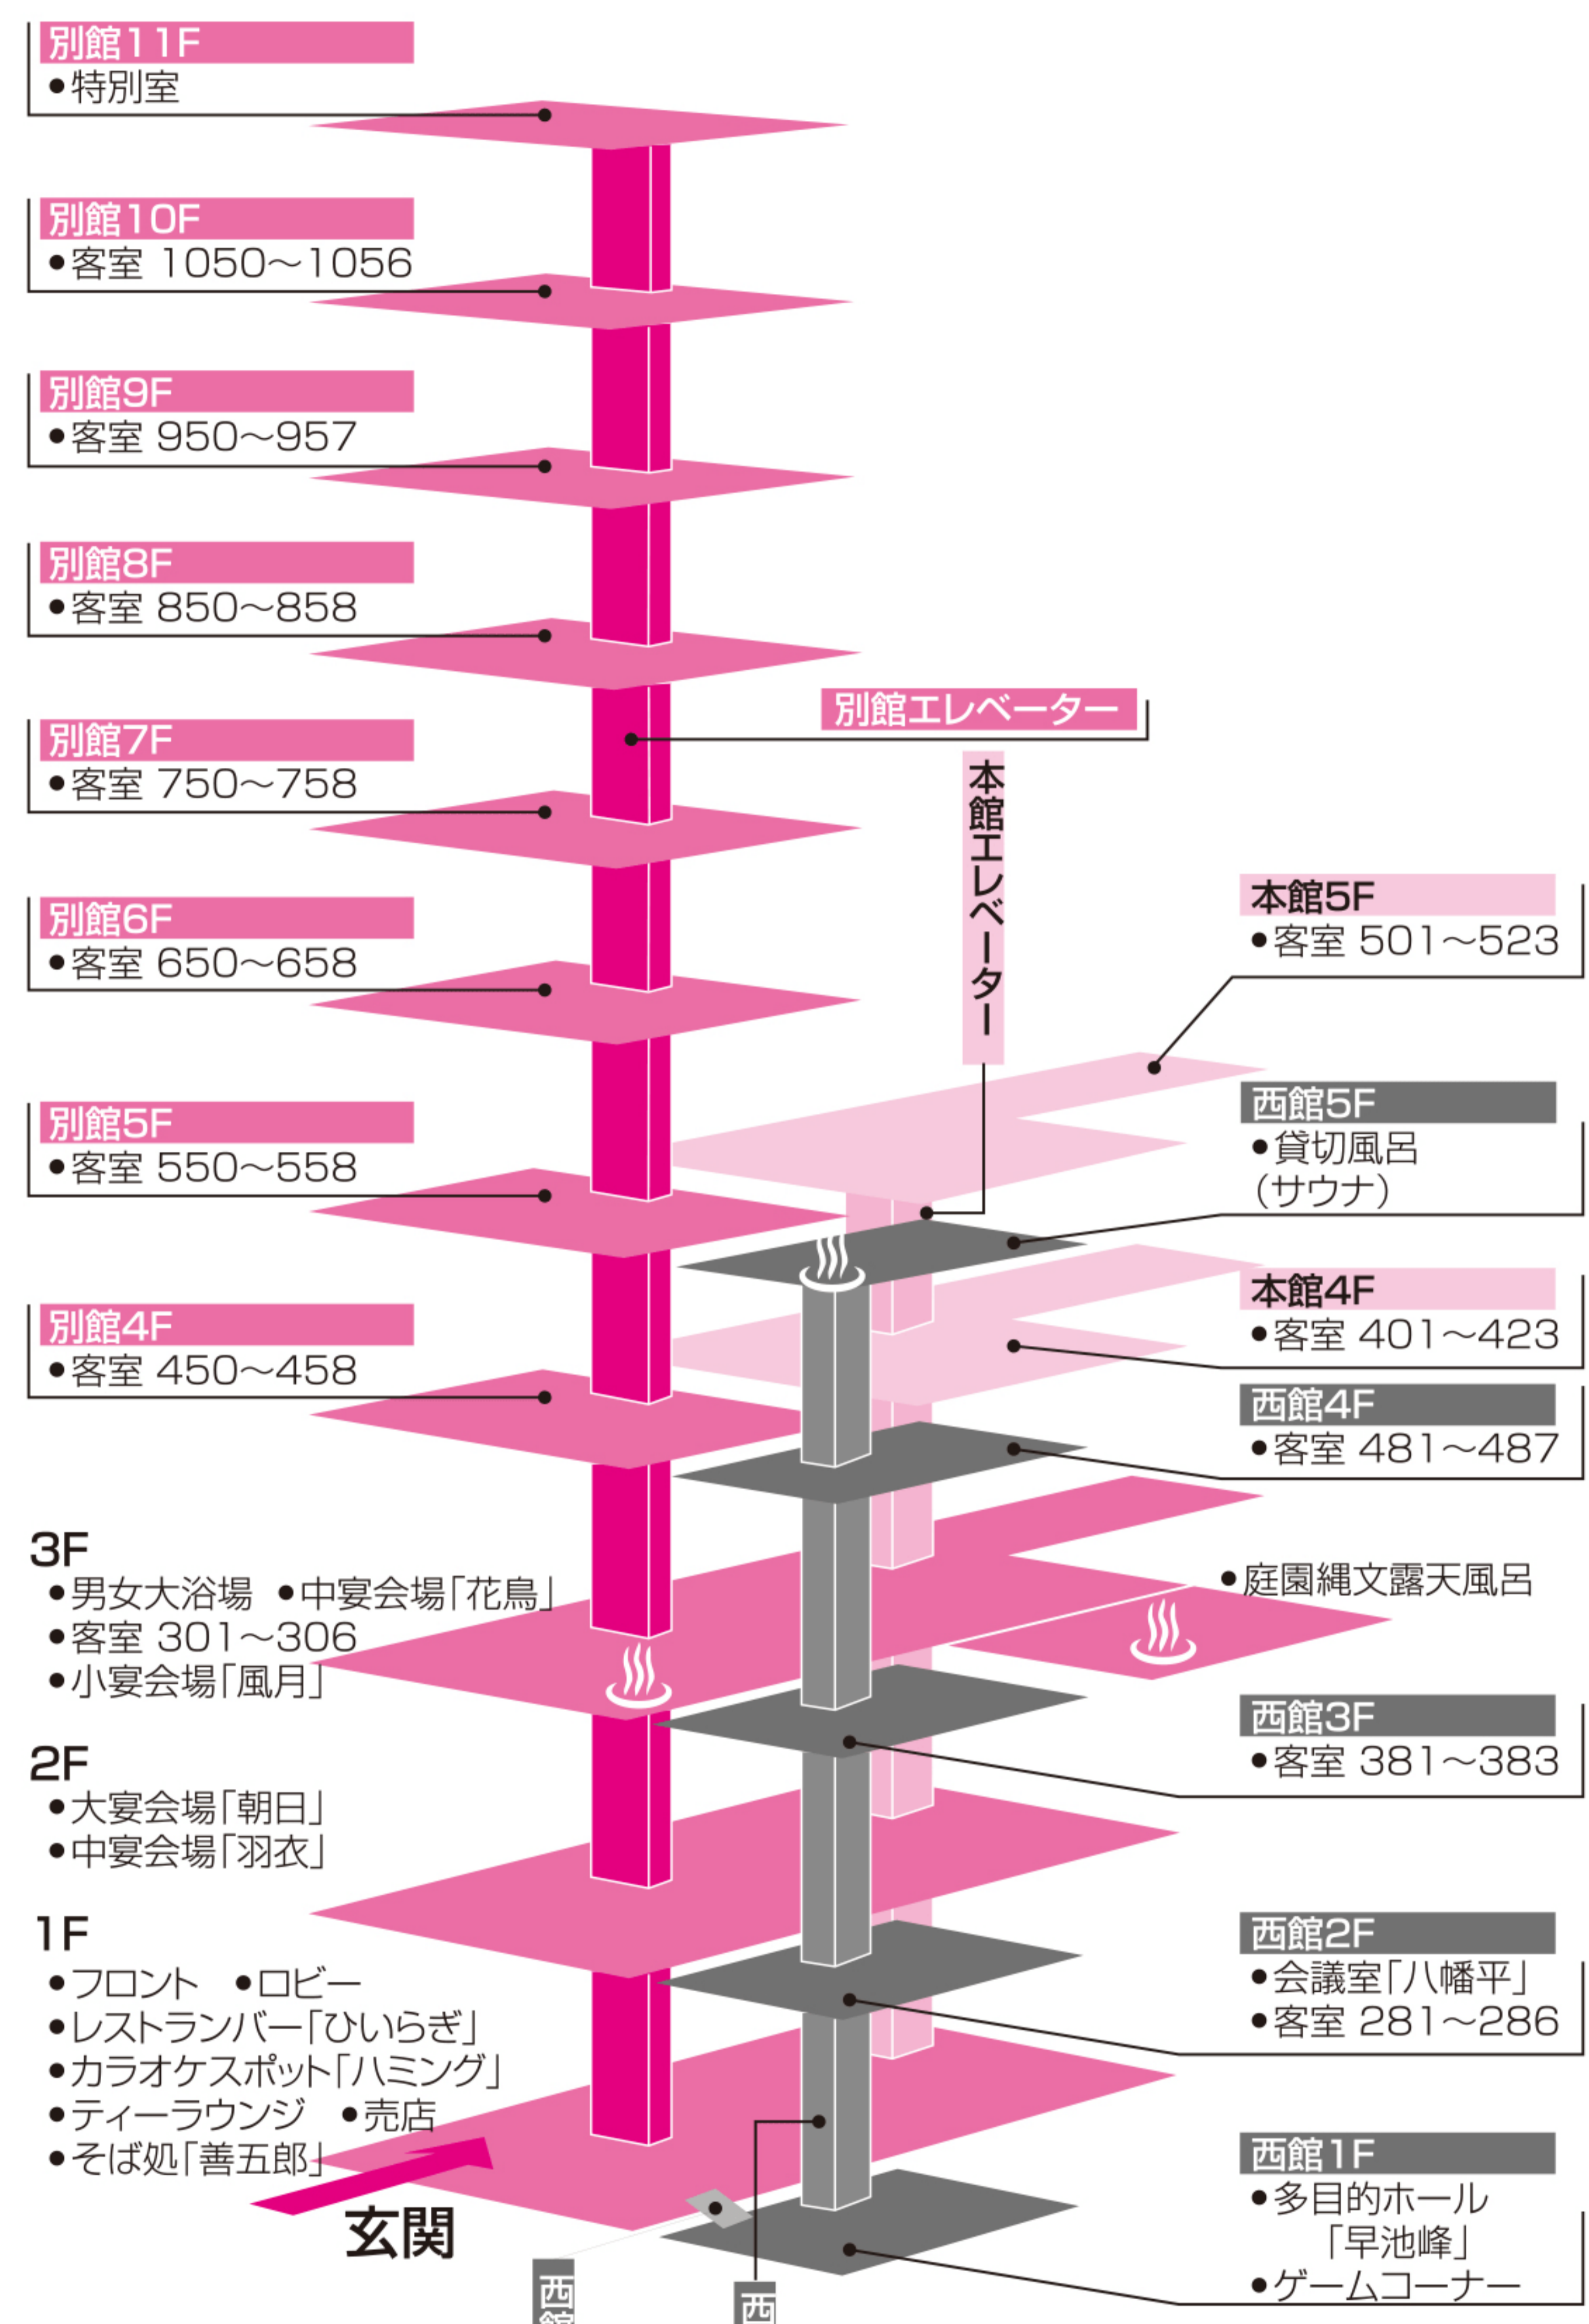 別館11F
●特別室
別館10F
●客室 1050～1056
別館9F
●客室 950～957
別館8F
●客室 850～858
別館7F
●客室 750～758
別館6F
●客室 650～658
別館5F
●客室 550～558
別館4F
●客室 450～458
3F
●男女大浴場 ●中宴会場「花鳥」
●客室 301～306
●小宴会場「風月」
2F
●大宴会場「朝日」
●中宴会場「羽衣」
1F
●フロント ●ロビー
●レストランバー「ひいらぎ」
●カラオケスポット「ハミング」
●ティーラウンジ ●売店
●そば処「善五郎」
玄関
別館エレベーター
本館エレベーター
本館5F
●客室 501～523
西館5F
●貸切風呂
（サウナ）
本館4F
●客室 401～423
西館4F
●客室 481～487
●庭園縄文露天風呂
西館3F
●客室 381～383
西館2F
●会議室「八幡平」
●客室 281～286
西館1F
●多目的ホール
「早池峰」
●ゲームコーナー
西館
西